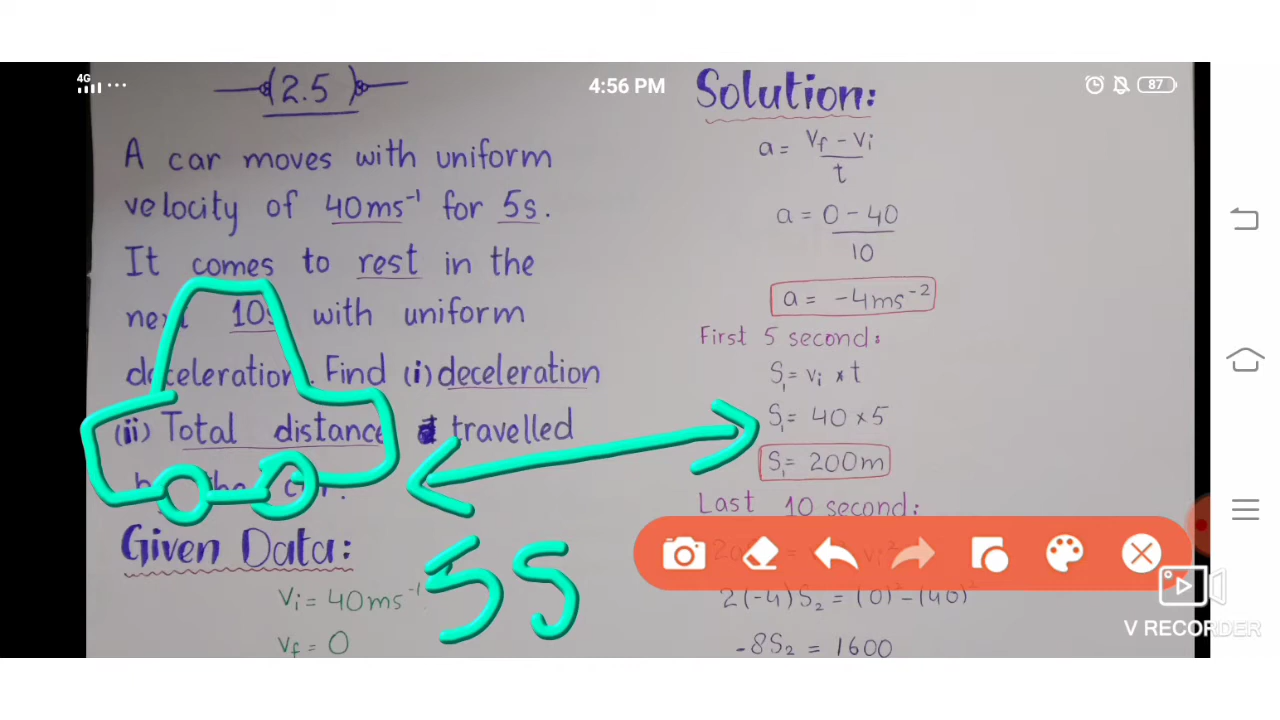 4G
4:56 PM
87
(2.5)
A car moves with uniform
velocity of 40ms⁻¹ for 5s.
It comes to rest in the
next 10s with uniform
deceleration. Find (i) deceleration
(ii) Total distance travelled
by the car.
Given Data:
Vi = 40ms⁻¹
Vf = 0
5S
Solution:
a = Vf - Vi
t
a = 0 - 40
10
a = -4ms⁻²
First 5 second:
S₁ = Vi × t
S₁ = 40 × 5
S₁ = 200m
Last 10 second:
2(-4)S₂ = (0)² - (40)²
-8S₂ = 1600
V RECORDER